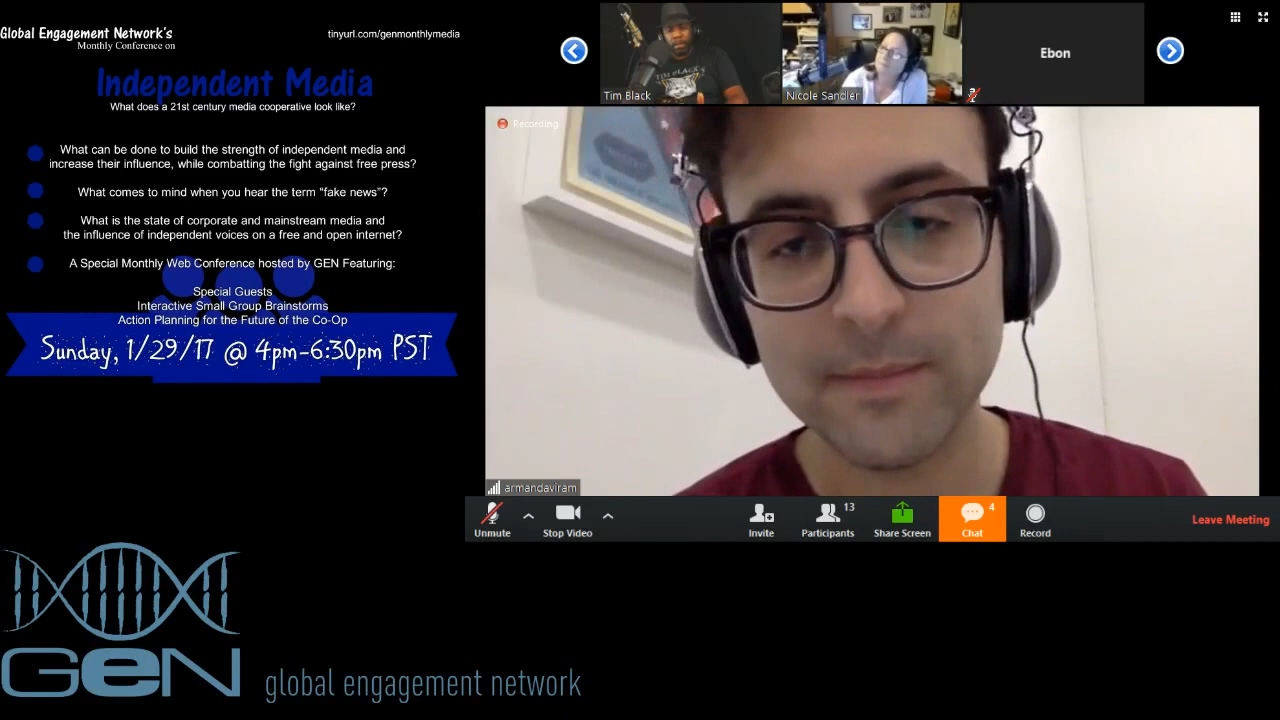 Global Engagement Network's
Monthly Conference on
tinyurl.com/genmonthlymedia
Independent Media
What does a 21st century media cooperative look like?
What can be done to build the strength of independent media and
increase their influence, while combatting the fight against free press?
What comes to mind when you hear the term "fake news"?
What is the state of corporate and mainstream media and
the influence of independent voices on a free and open internet?
A Special Monthly Web Conference hosted by GEN Featuring:
Special Guests
Interactive Small Group Brainstorms
Action Planning for the Future of the Co-Op
Sunday, 1/29/17 @ 4pm-6:30pm PST
GeN
global engagement network
TIM BLACK
Tim Black
Nicole Sandler
Ebon
Recording
armandaviram
Unmute
Stop Video
Invite
13
Participants
Share Screen
4
Chat
Record
Leave Meeting